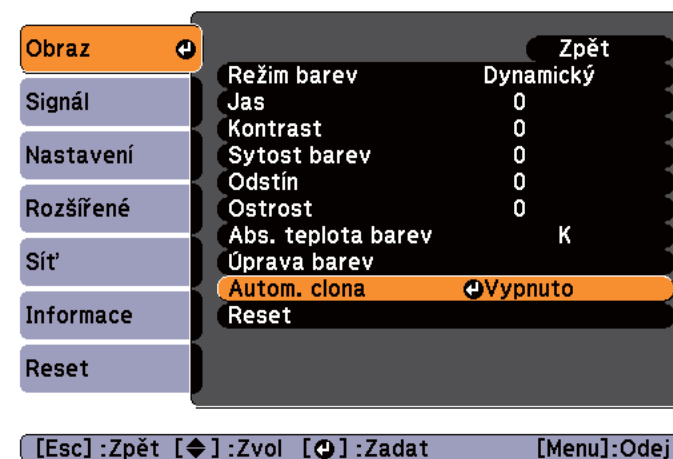 Obraz
Signál
Nastavení
Rozšířené
Síť
Informace
Reset
Zpět
Režim barev Dynamický
Jas 0
Kontrast 0
Sytost barev 0
Odstín 0
Ostrost 0
Abs. teplota barev K
Úprava barev
Autom. clona Vypnuto
Reset
[Esc] :Zpět [◆] :Zvol [⏎] :Zadat [Menu]:Odej